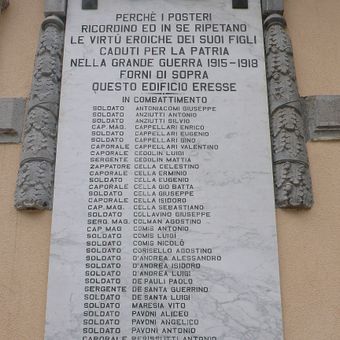 PERCHÈ I POSTERI
RICORDINO ED IN SE RIPETANO
LE VIRTÙ EROICHE DEI SUOI FIGLI
CADUTI PER LA PATRIA
NELLA GRANDE GUERRA 1915-1918
FORNI DI SOPRA
QUESTO EDIFICIO ERESSE
IN COMBATTIMENTO
SOLDATO ANTONIACOMI GIUSEPPE
SOLDATO ANZIUTTI ANTONIO
SOLDATO ANZIUTTI SILVIO
CAP. MAG. CAPPELLARI ENRICO
SOLDATO CAPPELLARI EUGENIO
SOLDATO CAPPELLARI GINO
CAPORALE CAPPELLARI VALENTINO
CAPORALE CEDOLIN LUIGI
SERGENTE CEDOLIN MATTIA
ZAPPATORE CELLA CELESTINO
CAPORALE CELLA ERMINIO
SOLDATO CELLA EUGENIO
CAPORALE CELLA GIO BATTA
CAPORALE CELLA ISIDORO
CAP. MAG. CELLA SEBASTIANO
SOLDATO COLLAVINO GIUSEPPE
SERG. MAG. COLMAN AGOSTINO
CAP MAG COMIS ANTONIO
SOLDATO COMIS LUIGI
SOLDATO COMIS NICOLÒ
SOLDATO CORISELLO AGOSTINO
SOLDATO D'ANDREA ALESSANDRO
SOLDATO D'ANDREA ISIDORO
SOLDATO D'ANDREA LUIGI
SOLDATO DE PAULI PAOLO
SERGENTE DE SANTA GUERRINO
SOLDATO DE SANTA LUIGI
SOLDATO MARESIA VITO
SOLDATO PAVONI ALICEO
SOLDATO PAVONI ANGELICO
SOLDATO PAVONI ANTONIO
CAPORALE PERISSUTTI ANTONIO